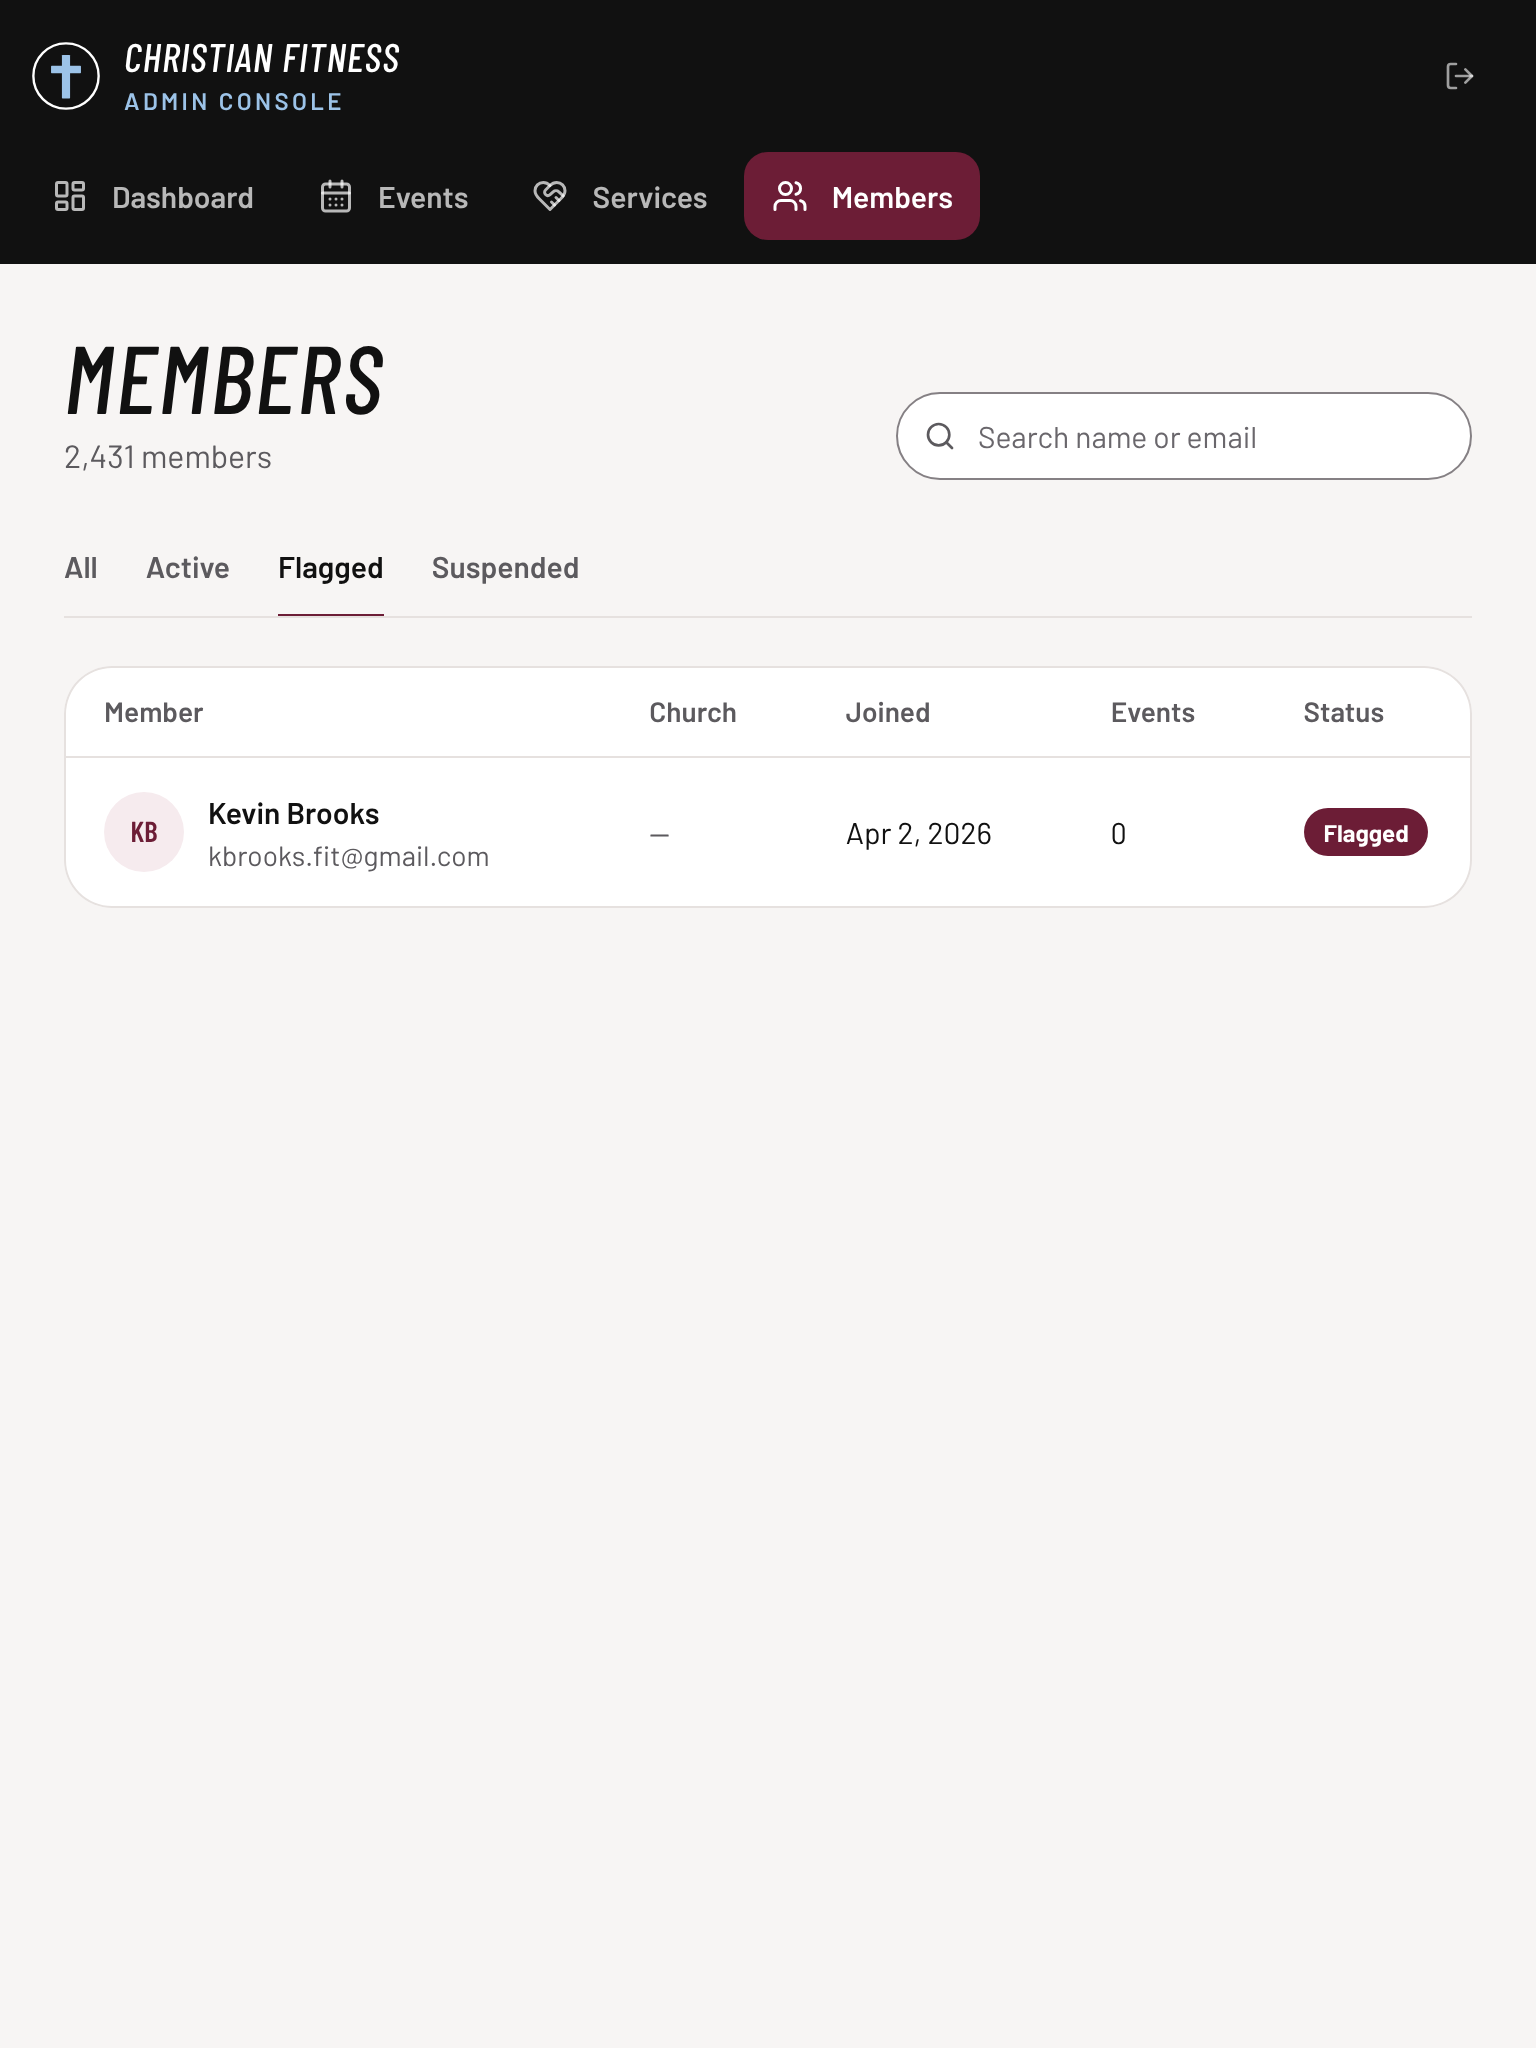 CHRISTIAN FITNESS
ADMIN CONSOLE
Dashboard Events Services Members
MEMBERS
2,431 members
Search name or email
All Active Flagged Suspended
Member Church Joined Events Status
KB Kevin Brooks — Apr 2, 2026 0 Flagged
kbrooks.fit@gmail.com